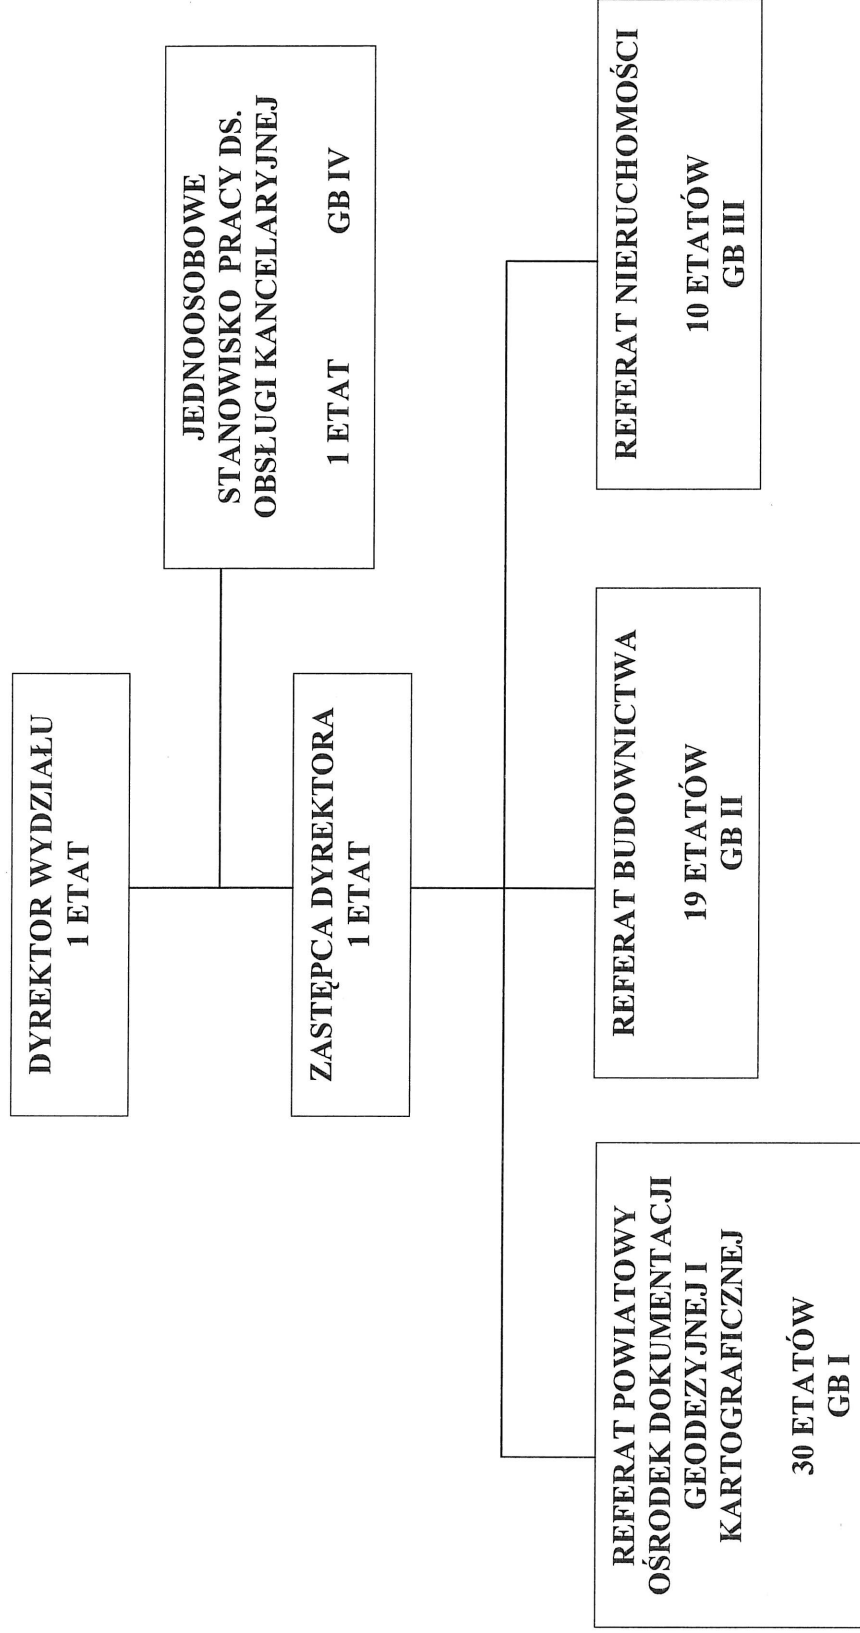 DYREKTOR WYDZIAŁU
1 ETAT
JEDNOOSOBOWE
STANOWISKO PRACY DS.
OBSŁUGI KANCELARYJNEJ
1 ETAT GB IV
ZASTĘPCA DYREKTORA
1 ETAT
REFERAT POWIATOWY
OŚRODEK DOKUMENTACJI
GEODEZYJNEJ I
KARTOGRAFICZNEJ
30 ETATÓW
GB I
REFERAT BUDOWNICTWA
19 ETATÓW
GB II
REFERAT NIERUCHOMOŚCI
10 ETATÓW
GB III